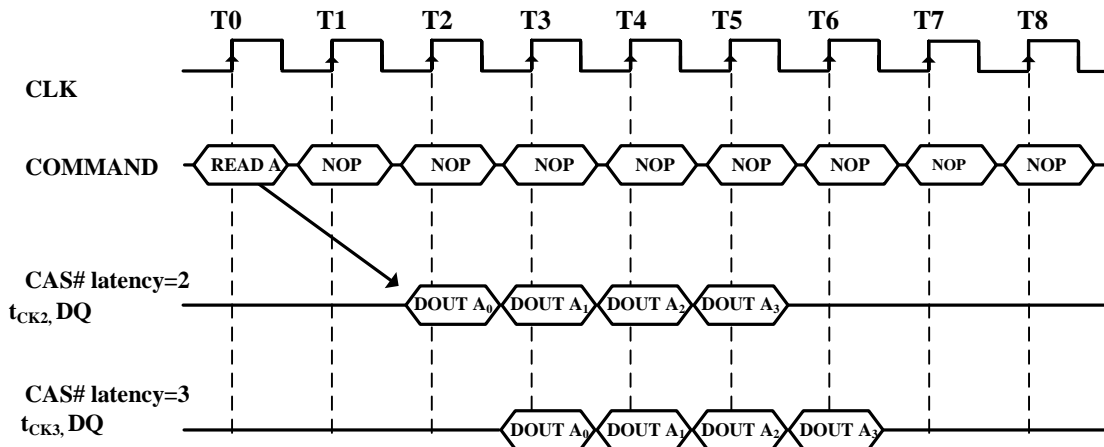 T0 T1 T2 T3 T4 T5 T6 T7 T8
CLK
COMMAND READ A NOP NOP NOP NOP NOP NOP NOP NOP
CAS# latency=2
tCK2, DQ DOUT A0 DOUT A1 DOUT A2 DOUT A3
CAS# latency=3
tCK3, DQ DOUT A0 DOUT A1 DOUT A2 DOUT A3